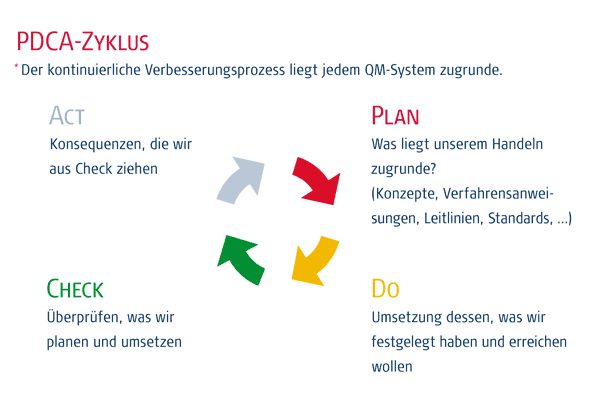 PDCA-Zyklus
* Der kontinuierliche Verbesserungsprozess liegt jedem QM-System zugrunde.
Act
Konsequenzen, die wir
aus Check ziehen
Plan
Was liegt unserem Handeln
zugrunde?
(Konzepte, Verfahrensanwei-
sungen, Leitlinien, Standards, ...)
Check
Überprüfen, was wir
planen und umsetzen
Do
Umsetzung dessen, was wir
festgelegt haben und erreichen
wollen